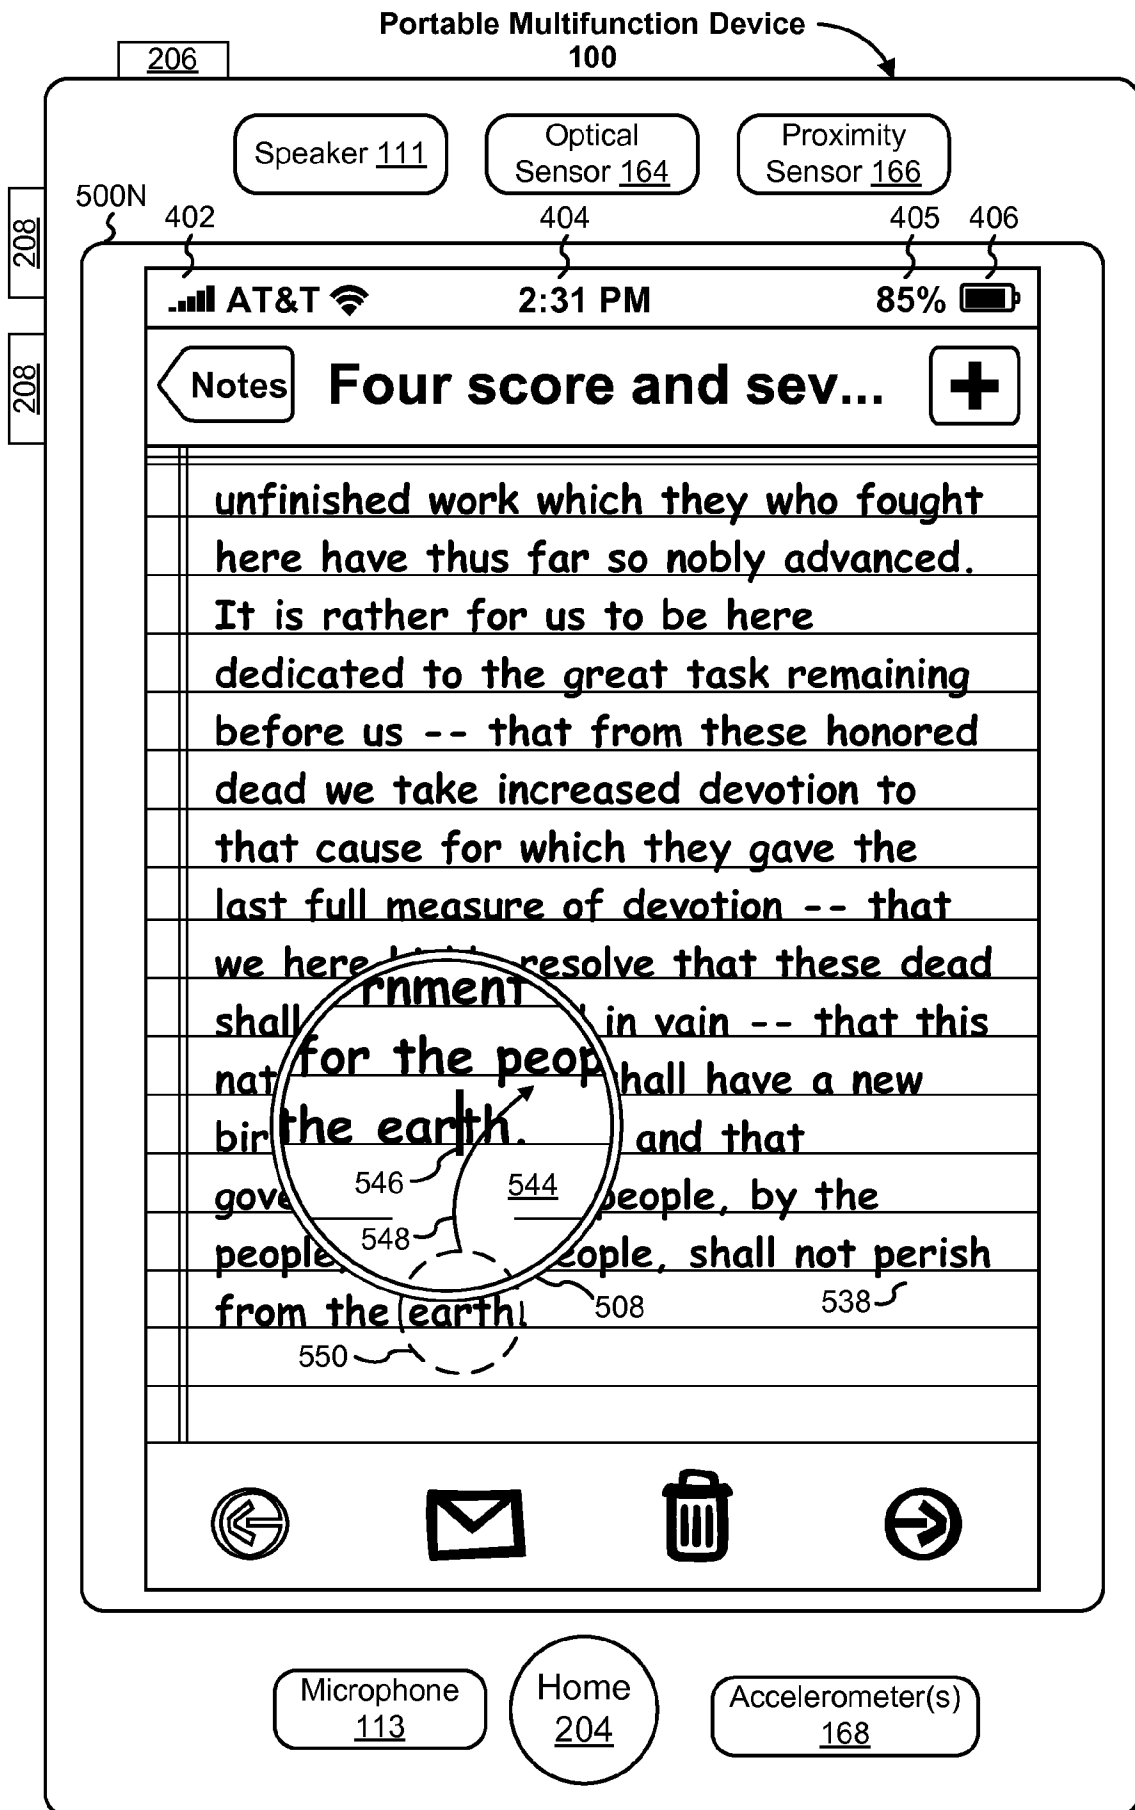 Portable Multifunction Device
100
206
Speaker 111
Optical
Sensor 164
Proximity
Sensor 166
208
208
500N
402
404
405
406
AT&T
2:31 PM
85%
Notes
Four score and sev...
unfinished work which they who fought
here have thus far so nobly advanced.
It is rather for us to be here
dedicated to the great task remaining
before us -- that from these honored
dead we take increased devotion to
that cause for which they gave the
last full measure of devotion -- that
we here resolve that these dead
shall in vain -- that this
nat hall have a new
bir and that
gove people, by the
people, eople, shall not perish
from the earth.
rnment
for the peop
the earth.
546
544
548
508
538
550
Microphone
113
Home
204
Accelerometer(s)
168